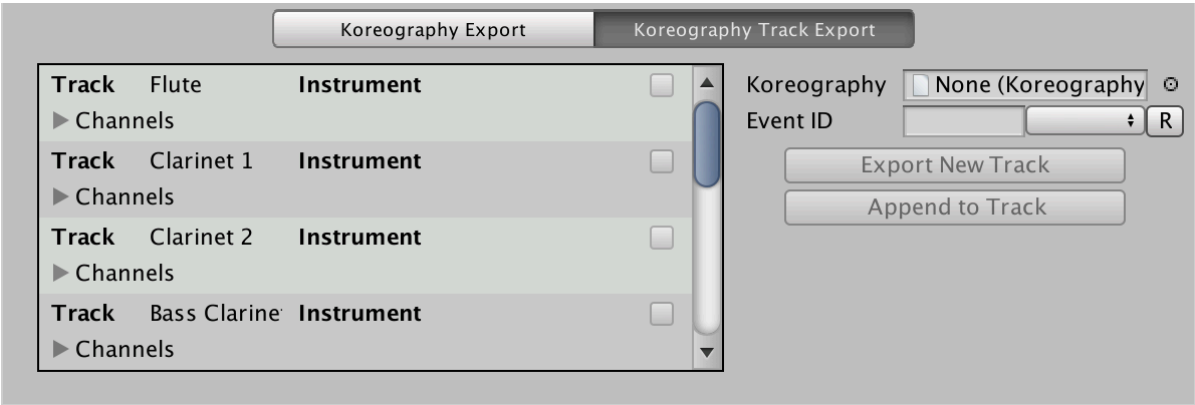 Koreography Export Koreography Track Export
Track Flute Instrument
Channels
Track Clarinet 1 Instrument
Channels
Track Clarinet 2 Instrument
Channels
Track Bass Clarine Instrument
Channels
Koreography None (Koreography
Event ID R
Export New Track
Append to Track